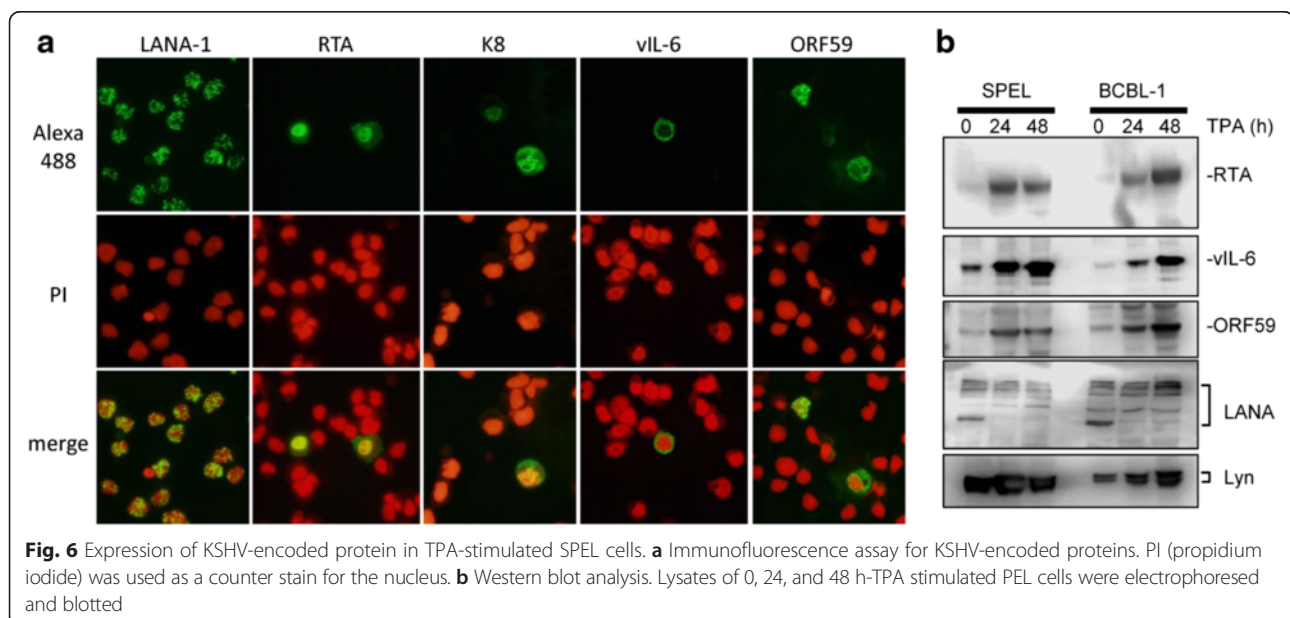 a
LANA-1 RTA K8 vIL-6 ORF59
Alexa
488
PI
merge
b
SPEL BCBL-1
0 24 48 0 24 48 TPA (h)
-RTA
-vIL-6
-ORF59
LANA
Lyn
Fig. 6 Expression of KSHV-encoded protein in TPA-stimulated SPEL cells. a Immunofluorescence assay for KSHV-encoded proteins. PI (propidium
iodide) was used as a counter stain for the nucleus. b Western blot analysis. Lysates of 0, 24, and 48 h-TPA stimulated PEL cells were electrophoresed
and blotted